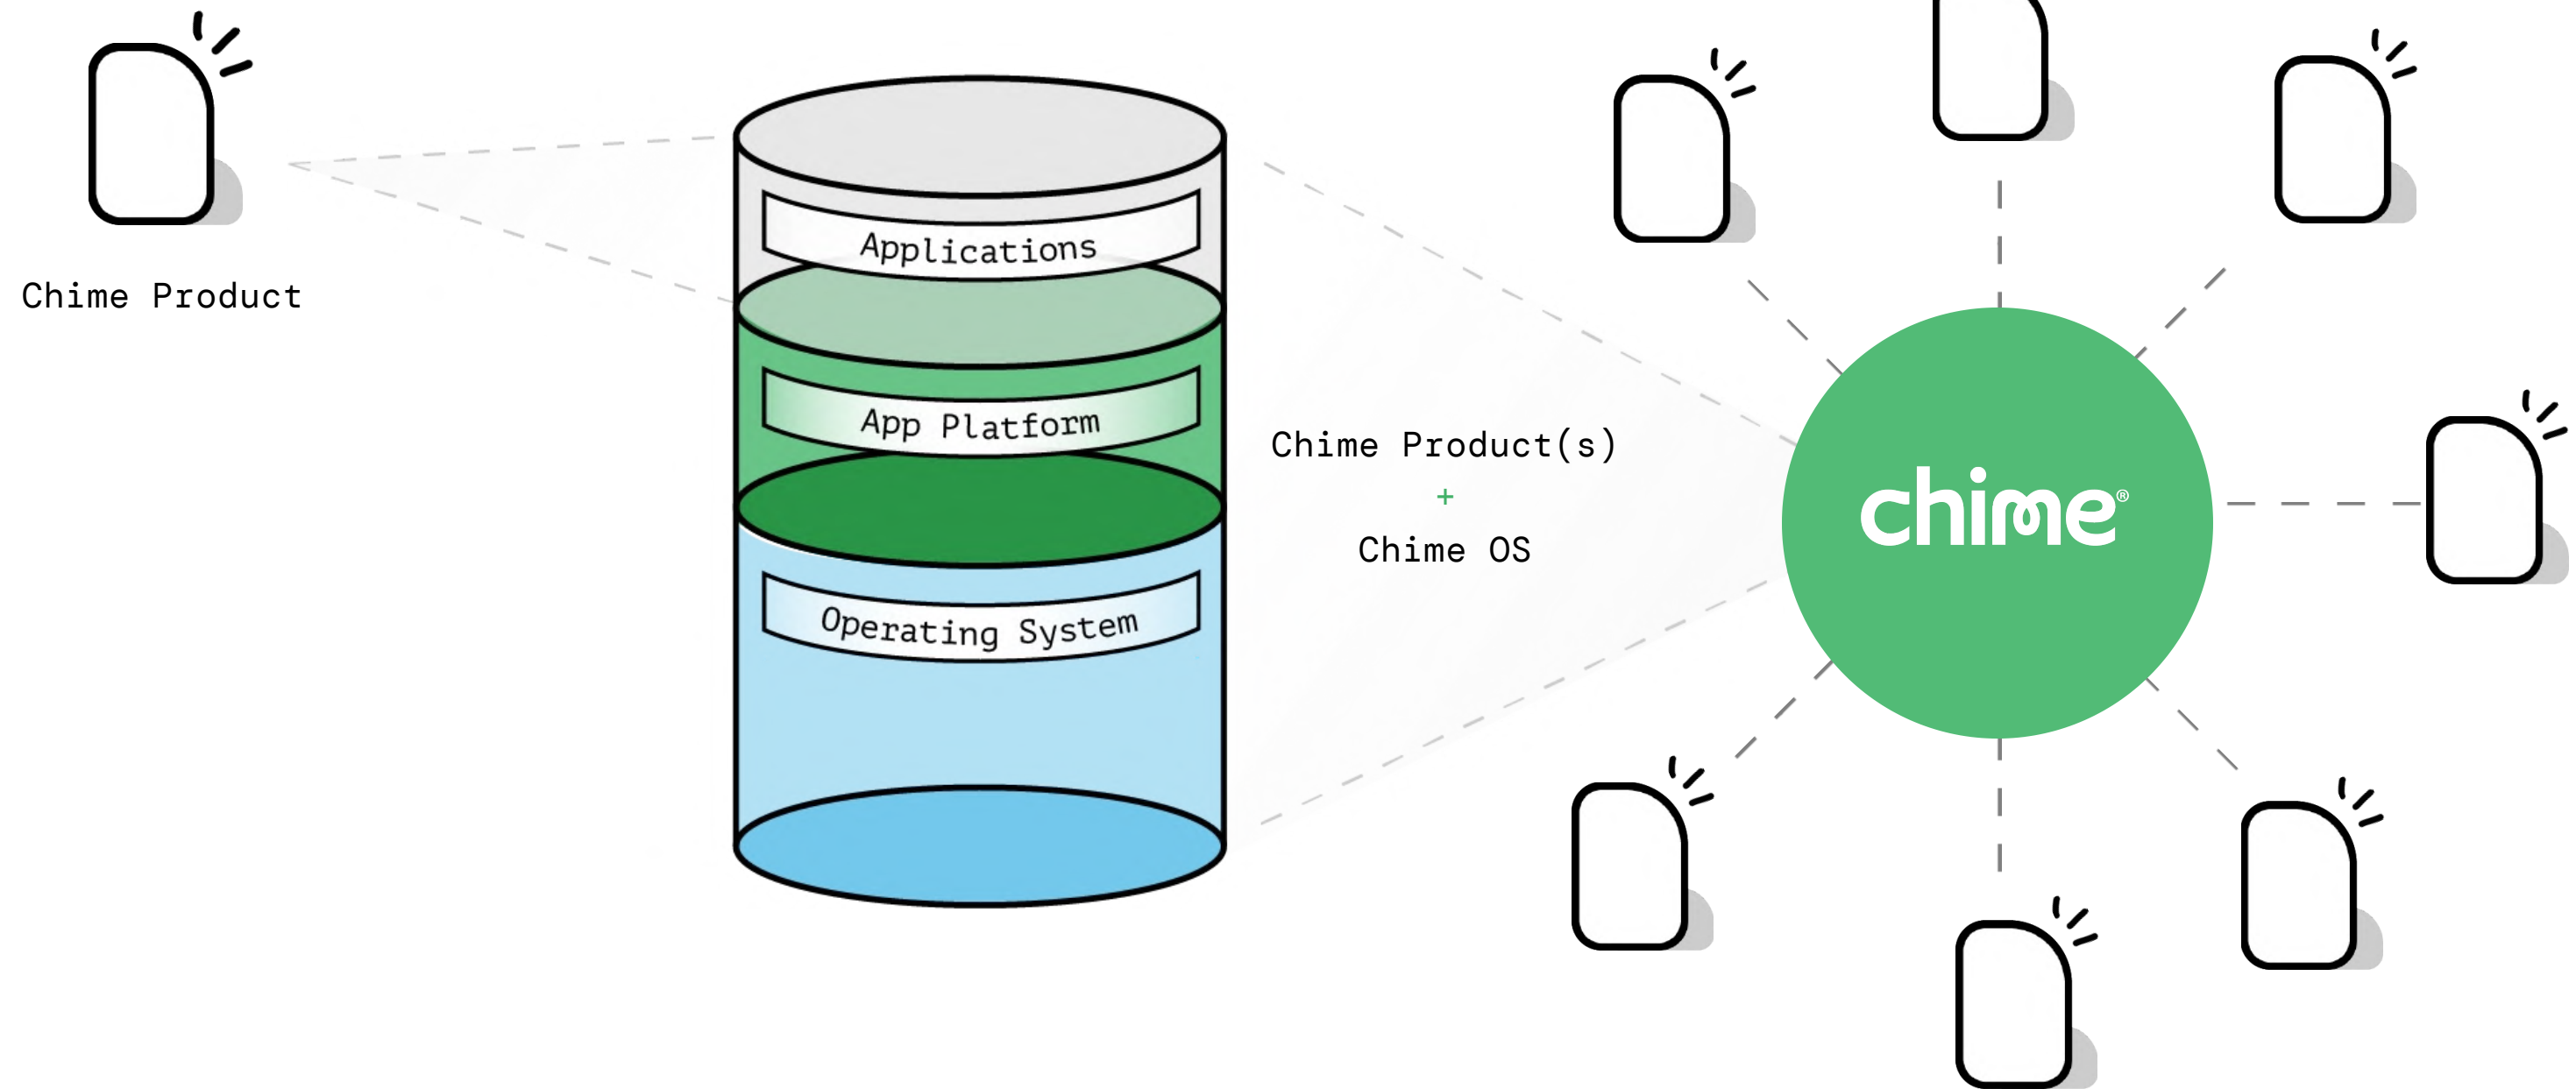 Chime Product
Applications
App Platform
Operating System
Chime Product(s)
+
Chime OS
chime®